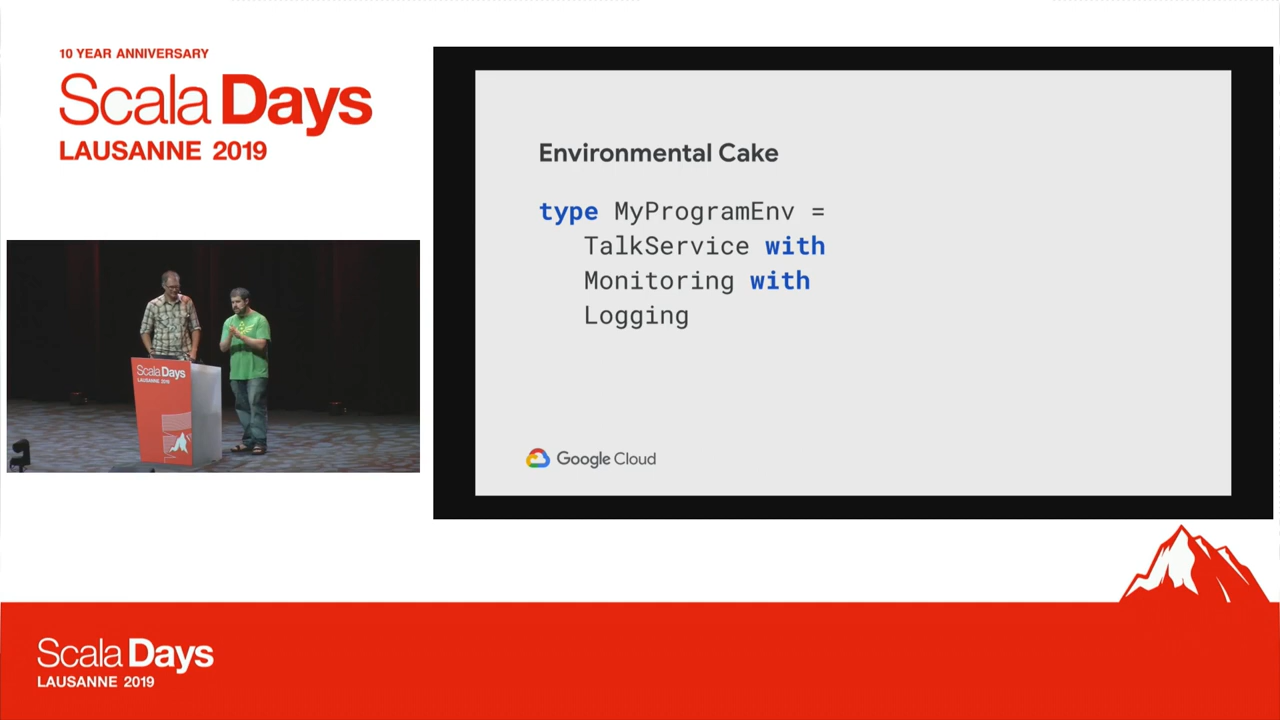 10 YEAR ANNIVERSARY
Scala Days
LAUSANNE 2019
Environmental Cake
type MyProgramEnv =
TalkService with
Monitoring with
Logging
Google Cloud
Scala Days
LAUSANNE 2019
Scala Days
LAUSANNE 2019